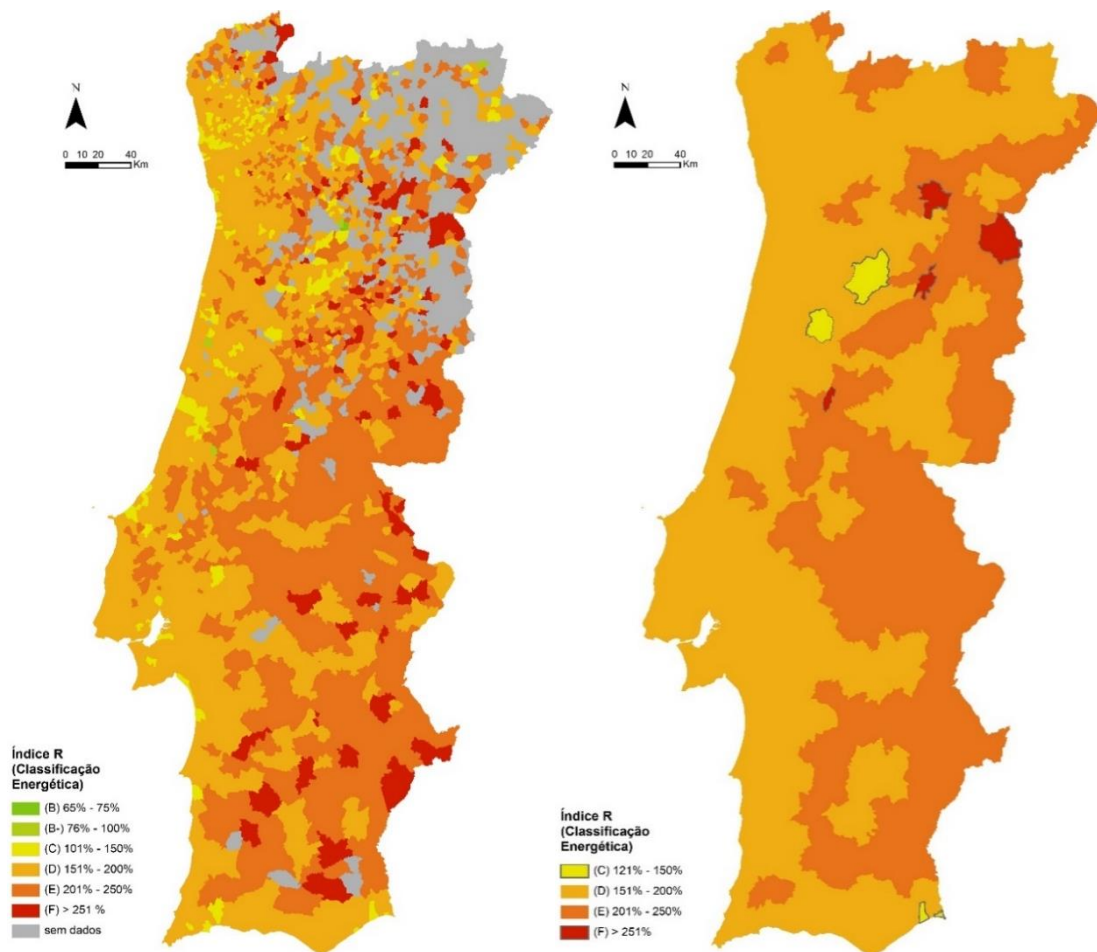 N
0 10 20 40
Km
Índice R
(Classificação
Energética)
(B) 65% - 75%
(B-) 76% - 100%
(C) 101% - 150%
(D) 151% - 200%
(E) 201% - 250%
(F) > 251 %
sem dados
N
0 10 20 40
Km
Índice R
(Classificação
Energética)
(C) 121% - 150%
(D) 151% - 200%
(E) 201% - 250%
(F) > 251%